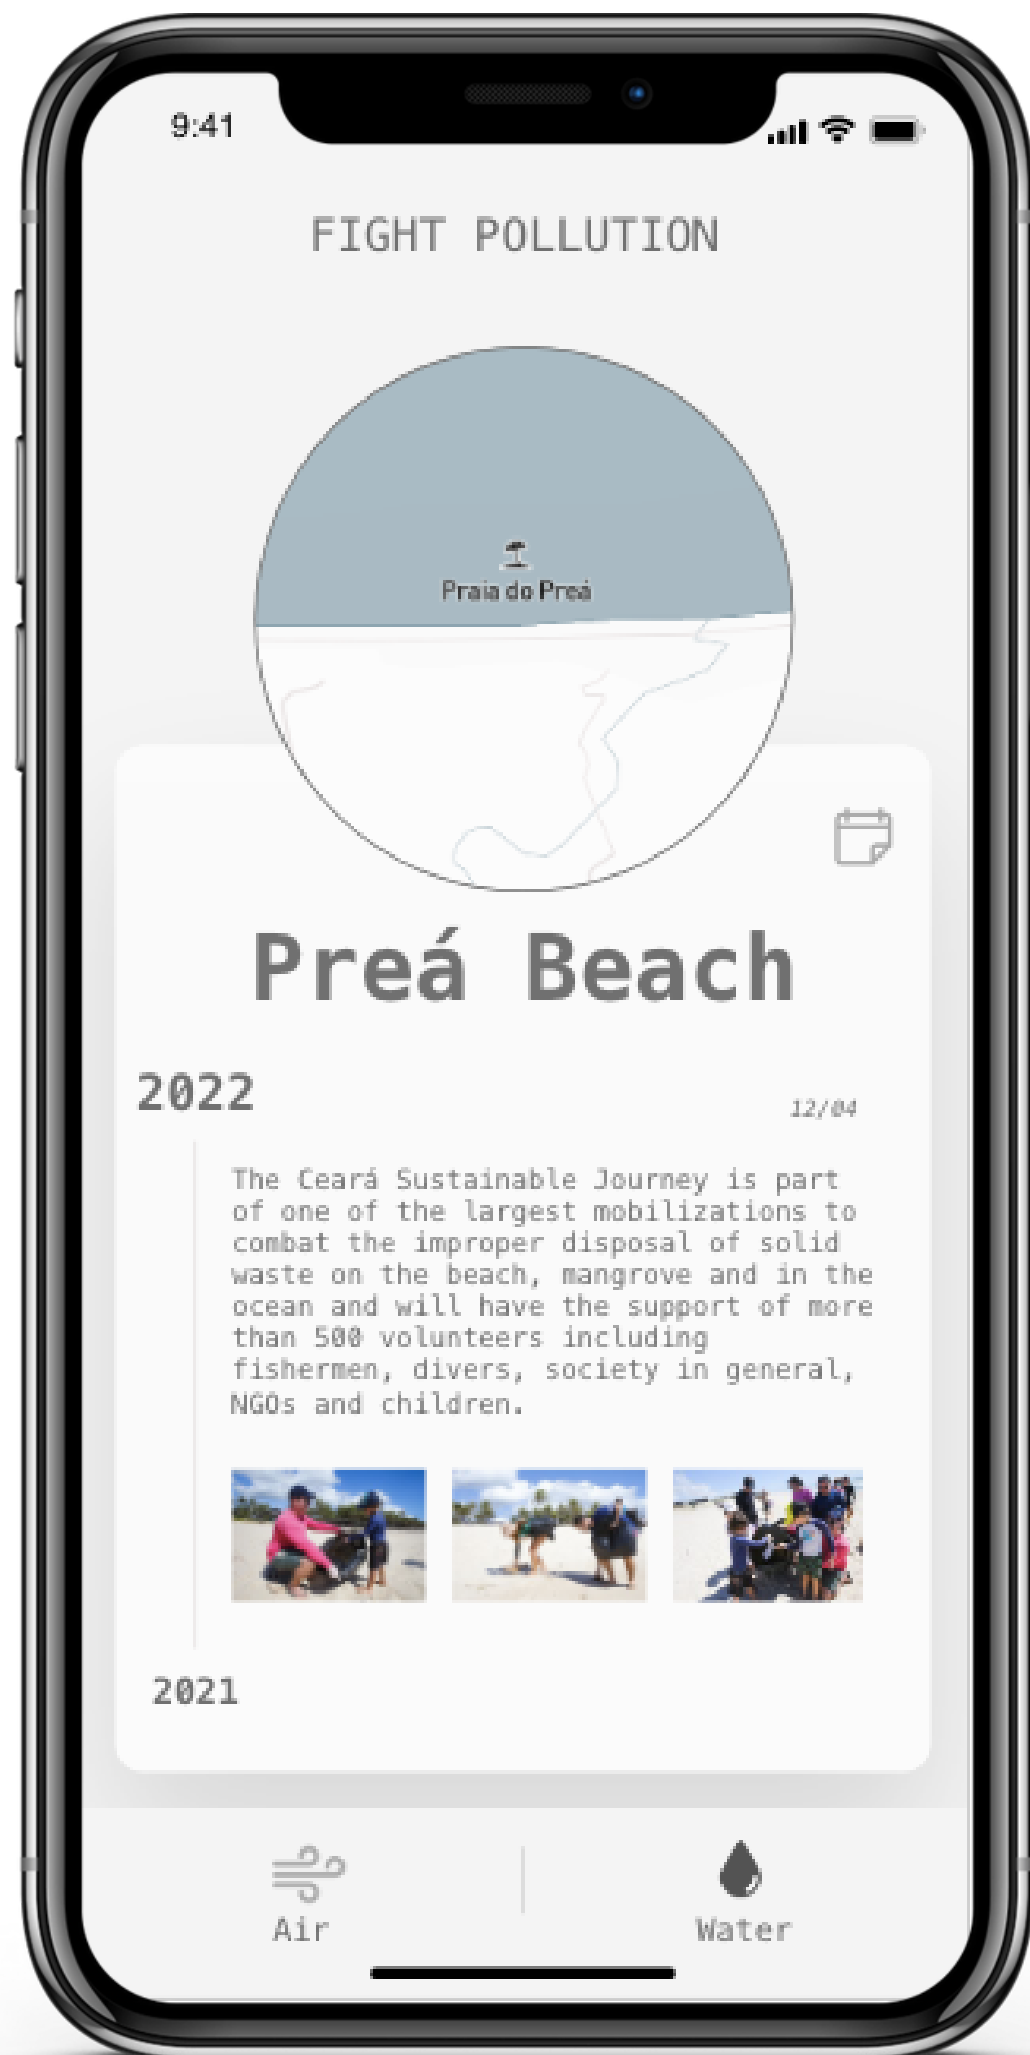 9:41
FIGHT POLLUTION
Praia do Preá
Preá Beach
2022
12/04
The Ceará Sustainable Journey is part
of one of the largest mobilizations to
combat the improper disposal of solid
waste on the beach, mangrove and in the
ocean and will have the support of more
than 500 volunteers including
fishermen, divers, society in general,
NGOs and children.
2021
Air
Water